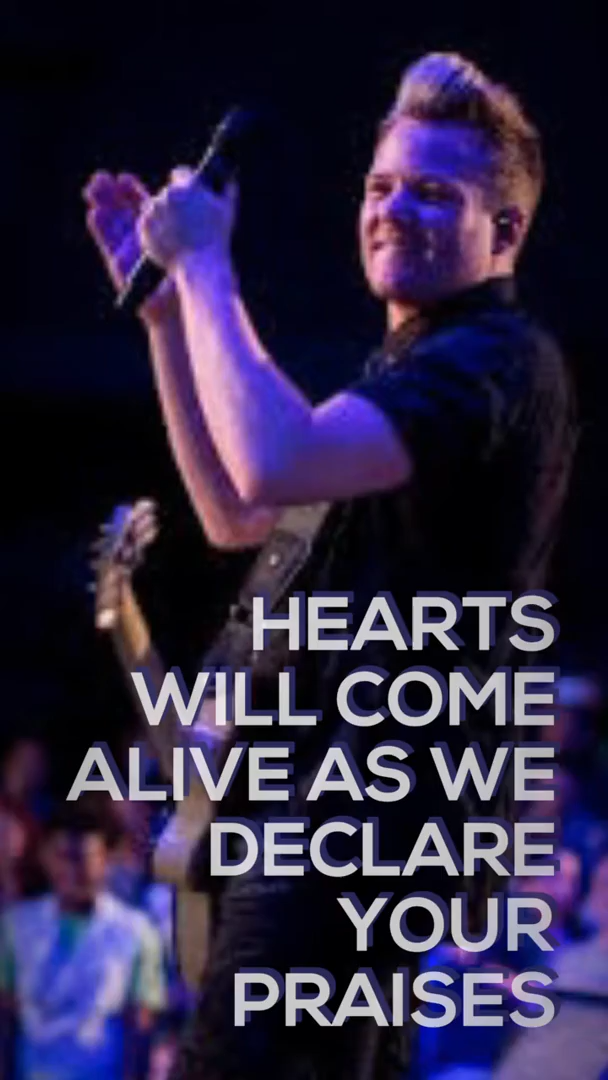 HEARTS
WILL COME
ALIVE AS WE
DECLARE
YOUR
PRAISES